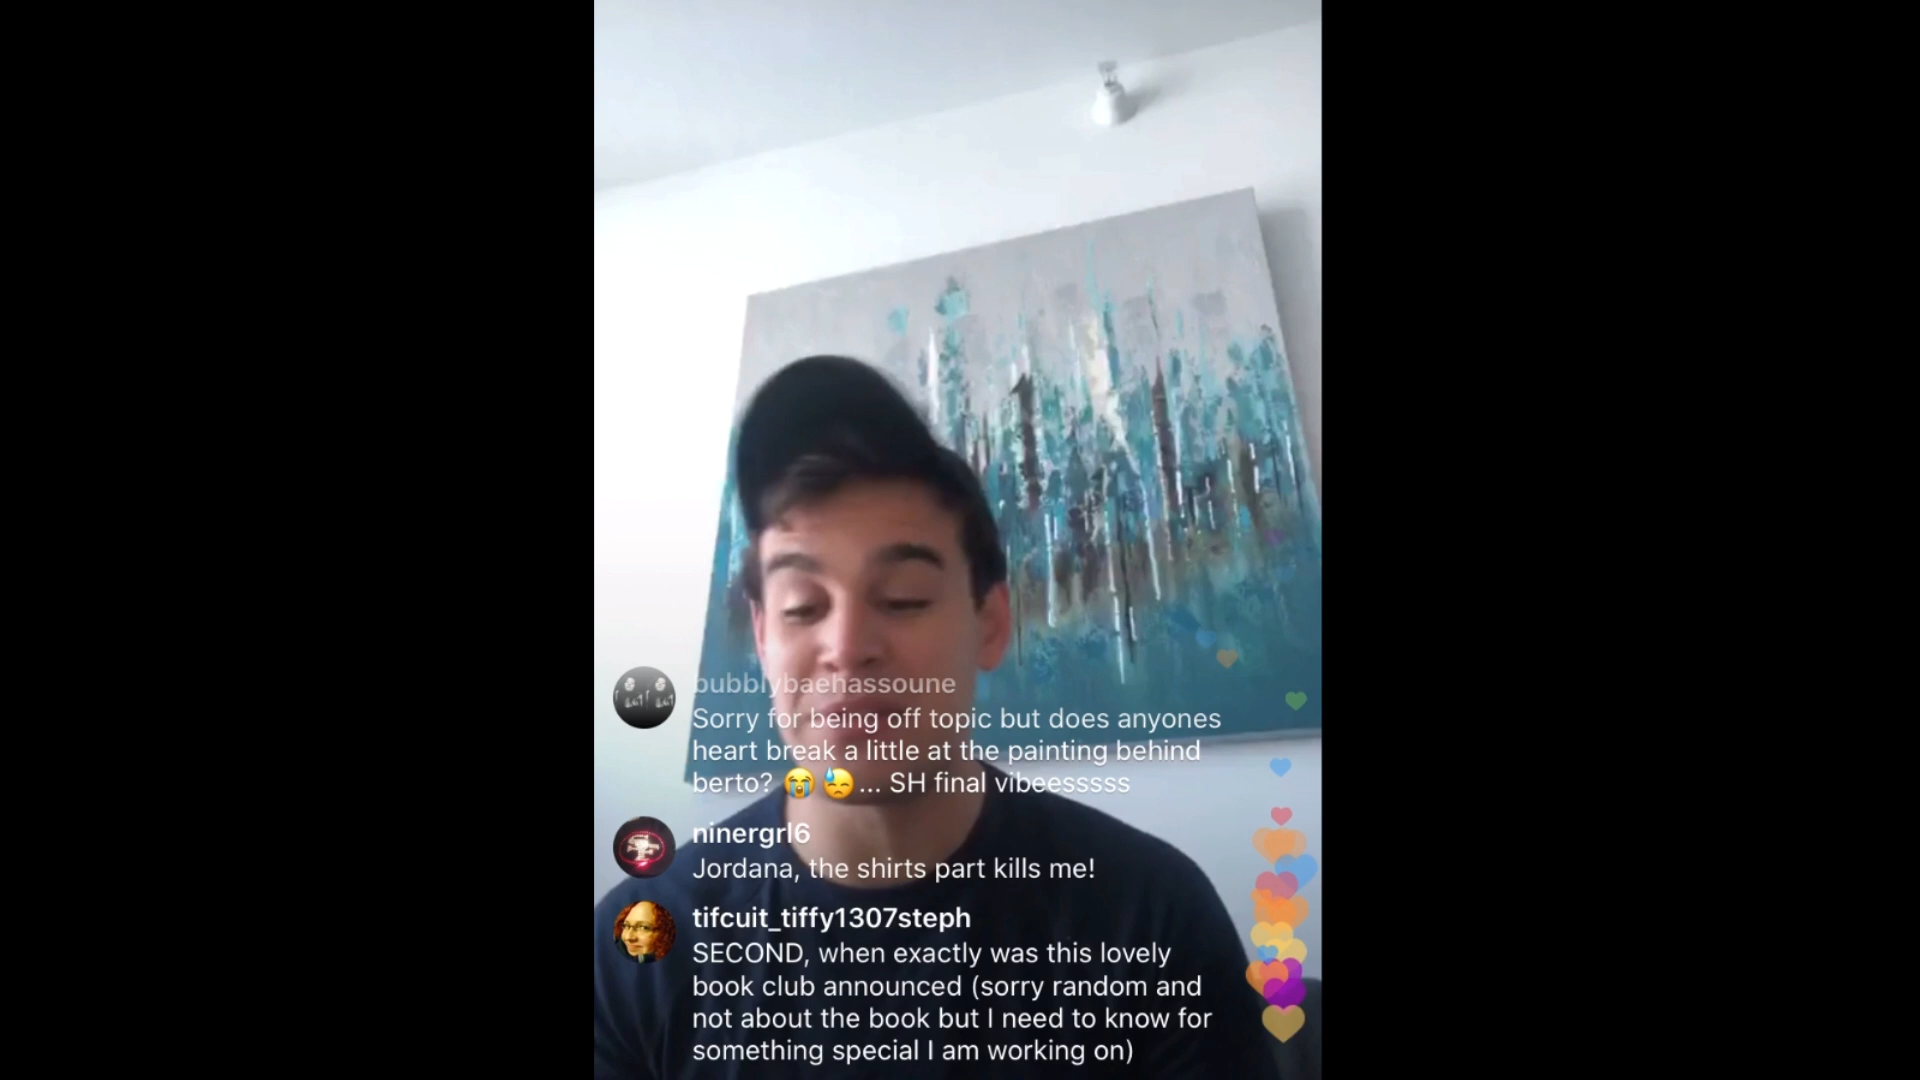 bubblybaehassoune
Sorry for being off topic but does anyones
heart break a little at the painting behind
berto? 😭😓... SH final vibeesssss
ninergrl6
Jordana, the shirts part kills me!
tifcuit_tiffy1307steph
SECOND, when exactly was this lovely
book club announced (sorry random and
not about the book but I need to know for
something special I am working on)